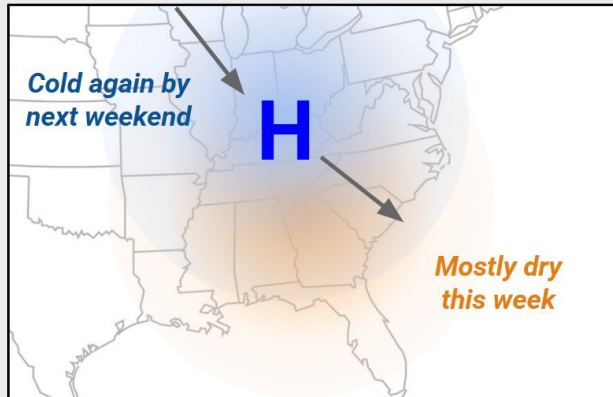 Cold again by
next weekend
H
Mostly dry
this week